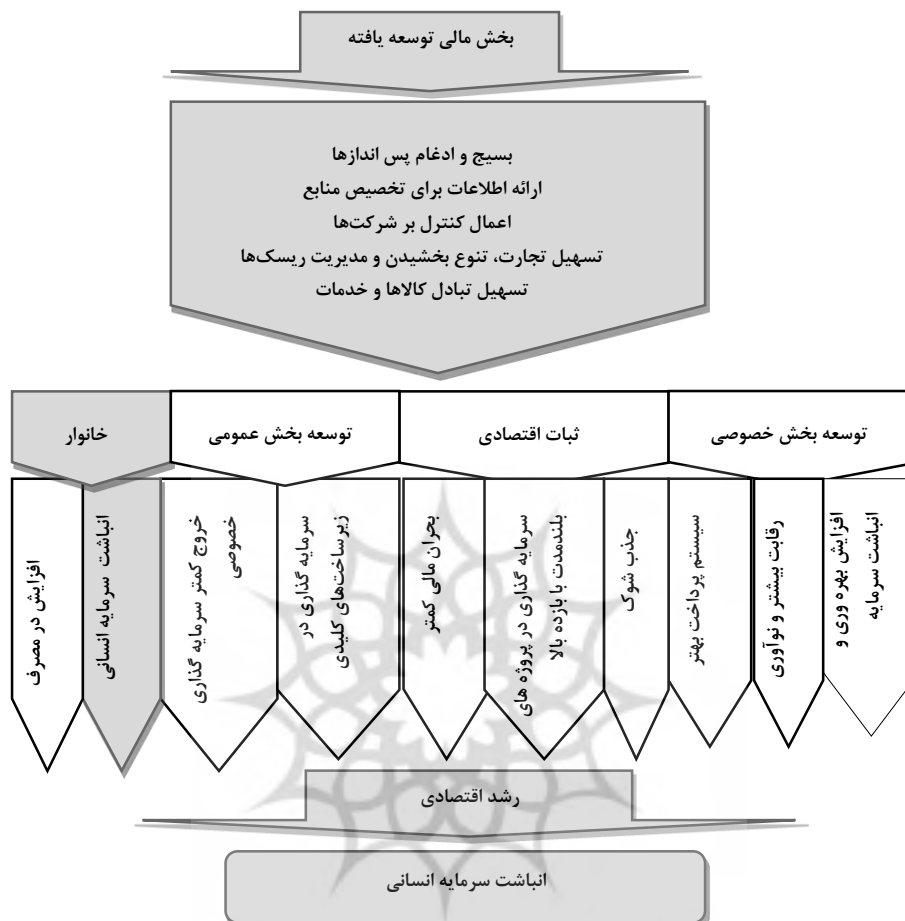 بخش مالی توسعه یافته
بسیج و ادغام پس اندازها
ارائه اطلاعات برای تخصیص منابع
اعمال کنترل بر شرکت‌ها
تسهیل تجارت، تنوع بخشیدن و مدیریت ریسک‌ها
تسهیل تبادل کالاها و خدمات
توسعه بخش خصوصی
ثبات اقتصادی
توسعه بخش عمومی
خانوار
افزایش بهره وری و
انباشت سرمایه
رقابت بیشتر و نوآوری
سیستم پرداخت بهتر
جذب شوک
سرمایه گذاری در پروژه های
بلندمدت با بازده بالا
بحران مالی کمتر
سرمایه گذاری در
زیرساخت‌های کلیدی
خروج کمتر سرمایه گذاری
خصوصی
انباشت سرمایه انسانی
افزایش در مصرف
رشد اقتصادی
انباشت سرمایه انسانی